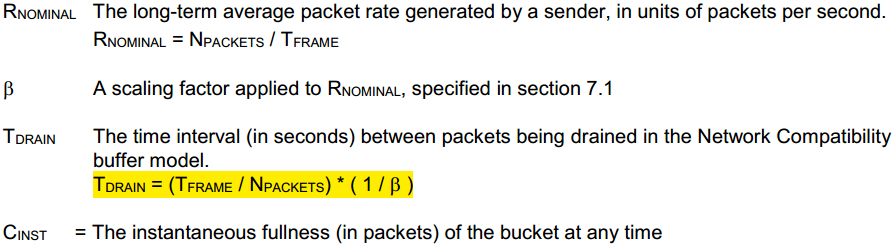 RNOMINAL The long-term average packet rate generated by a sender, in units of packets per second.
RNOMINAL = NPACKETS / TFRAME
β A scaling factor applied to RNOMINAL, specified in section 7.1
TDRAIN The time interval (in seconds) between packets being drained in the Network Compatibility
buffer model.
TDRAIN = (TFRAME / NPACKETS) * ( 1 / β )
CINST = The instantaneous fullness (in packets) of the bucket at any time